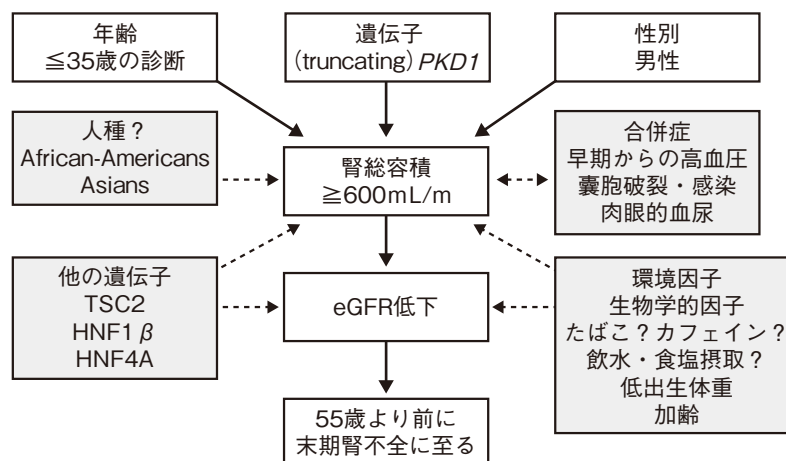 年齢
≦35歳の診断
遺伝子
(truncating) PKD1
性別
男性
人種？
African-Americans
Asians
腎総容積
≧600mL/m
合併症
早期からの高血圧
嚢胞破裂・感染
肉眼的血尿
他の遺伝子
TSC2
HNF1β
HNF4A
eGFR低下
環境因子
生物学的因子
たばこ？カフェイン？
飲水・食塩摂取？
低出生体重
加齢
55歳より前に
末期腎不全に至る